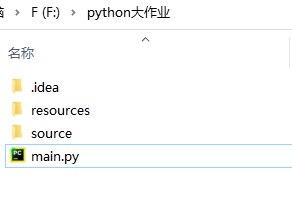 F (F:) > python大作业
名称
.idea
resources
source
main.py